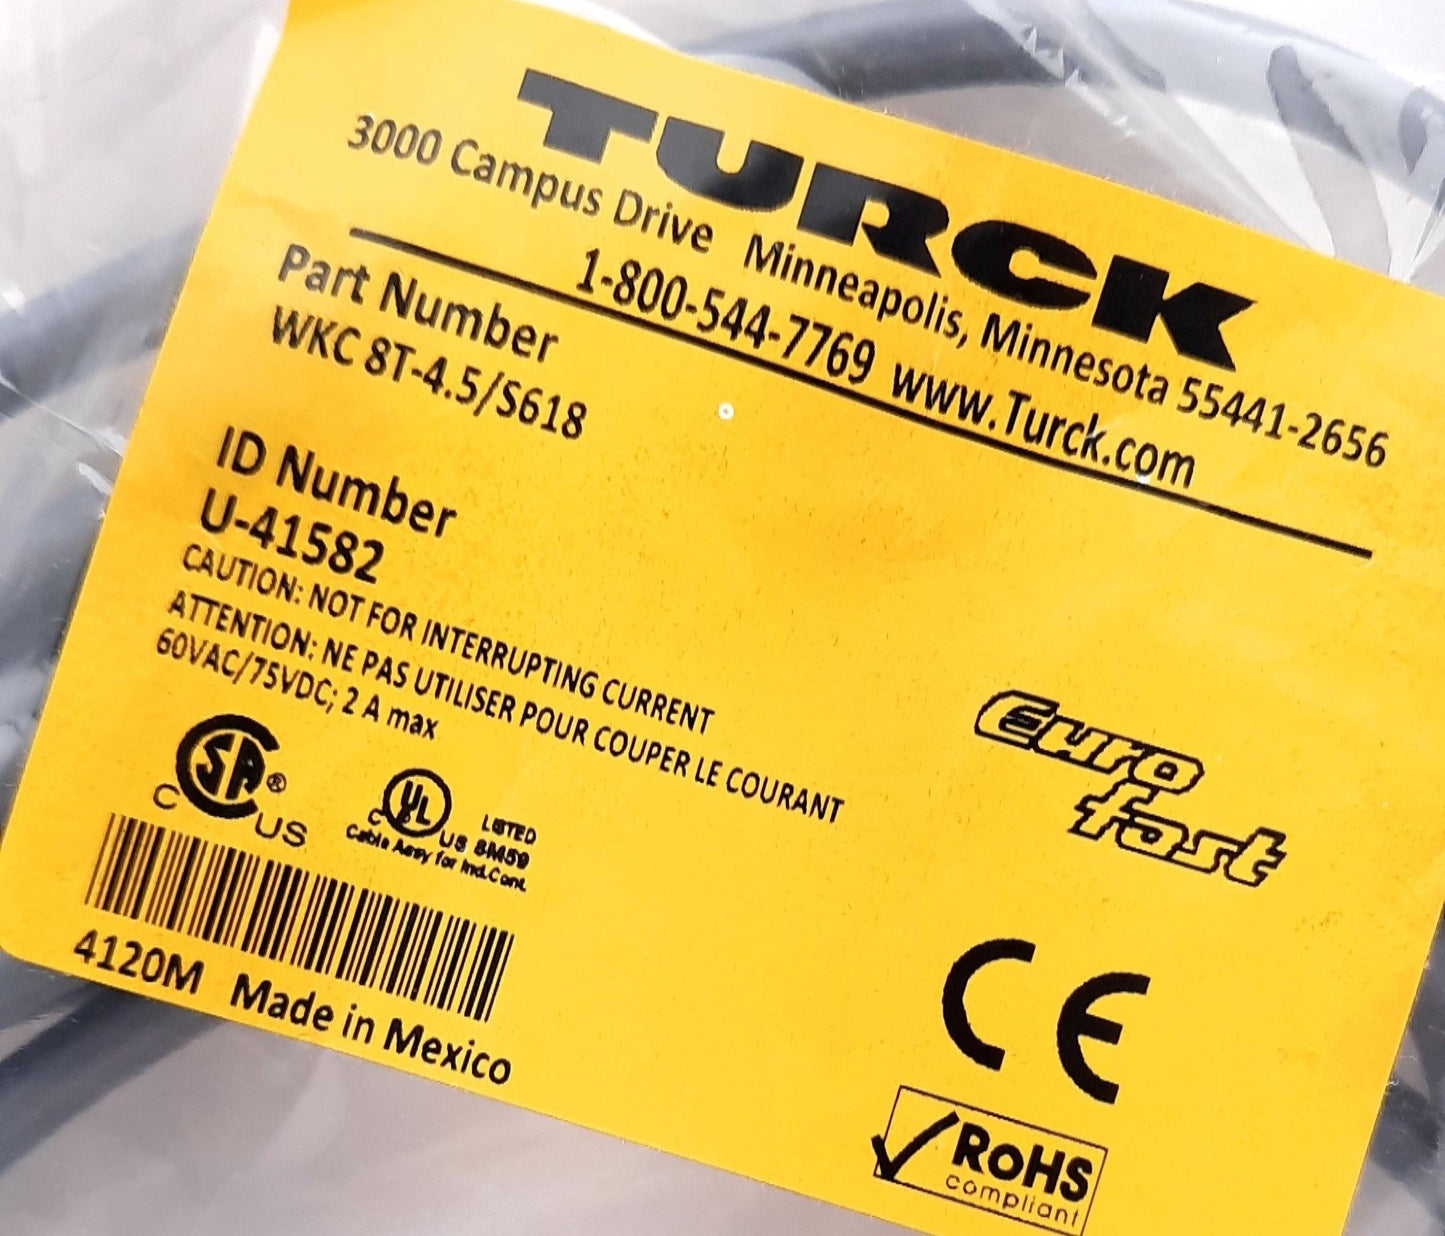 TURCK
3000 Campus Drive Minneapolis, Minnesota 55441-2656
1-800-544-7769 www.Turck.com
Part Number
WKC 8T-4.5/S618
ID Number
U-41582
CAUTION: NOT FOR INTERRUPTING CURRENT
ATTENTION: NE PAS UTILISER POUR COUPER LE COURANT
60VAC/75VDC; 2 A max
Euro
fast
C SA ® US
C UL US LISTED
8M59
Cable Assy for Ind.Cont.
4120M Made in Mexico
CE
RoHS
compliant